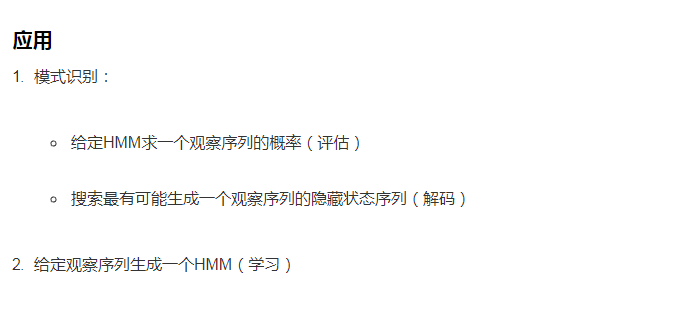 应用
1. 模式识别：
给定HMM求一个观察序列的概率（评估）
搜索最有可能生成一个观察序列的隐藏状态序列（解码）
2. 给定观察序列生成一个HMM（学习）